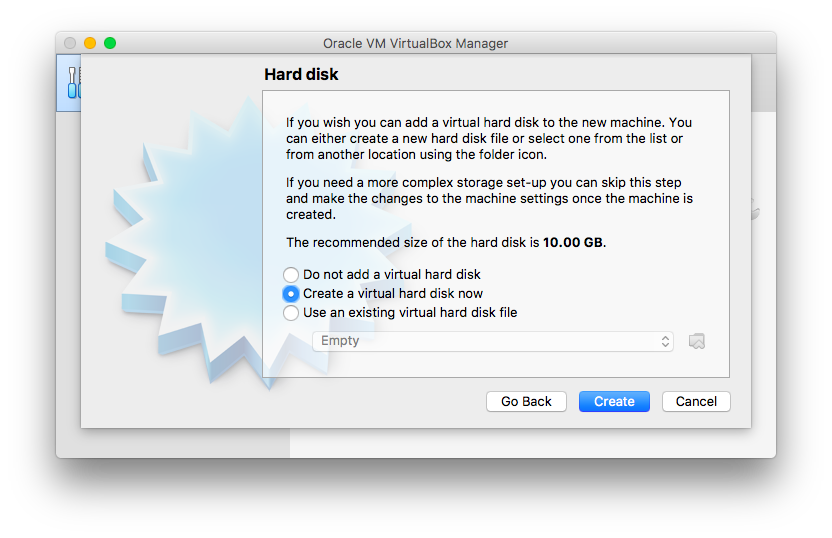 Oracle VM VirtualBox Manager
Hard disk
If you wish you can add a virtual hard disk to the new machine. You
can either create a new hard disk file or select one from the list or
from another location using the folder icon.
If you need a more complex storage set-up you can skip this step
and make the changes to the machine settings once the machine is
created.
The recommended size of the hard disk is 10.00 GB.
Do not add a virtual hard disk
Create a virtual hard disk now
Use an existing virtual hard disk file
Empty
Go Back
Create
Cancel